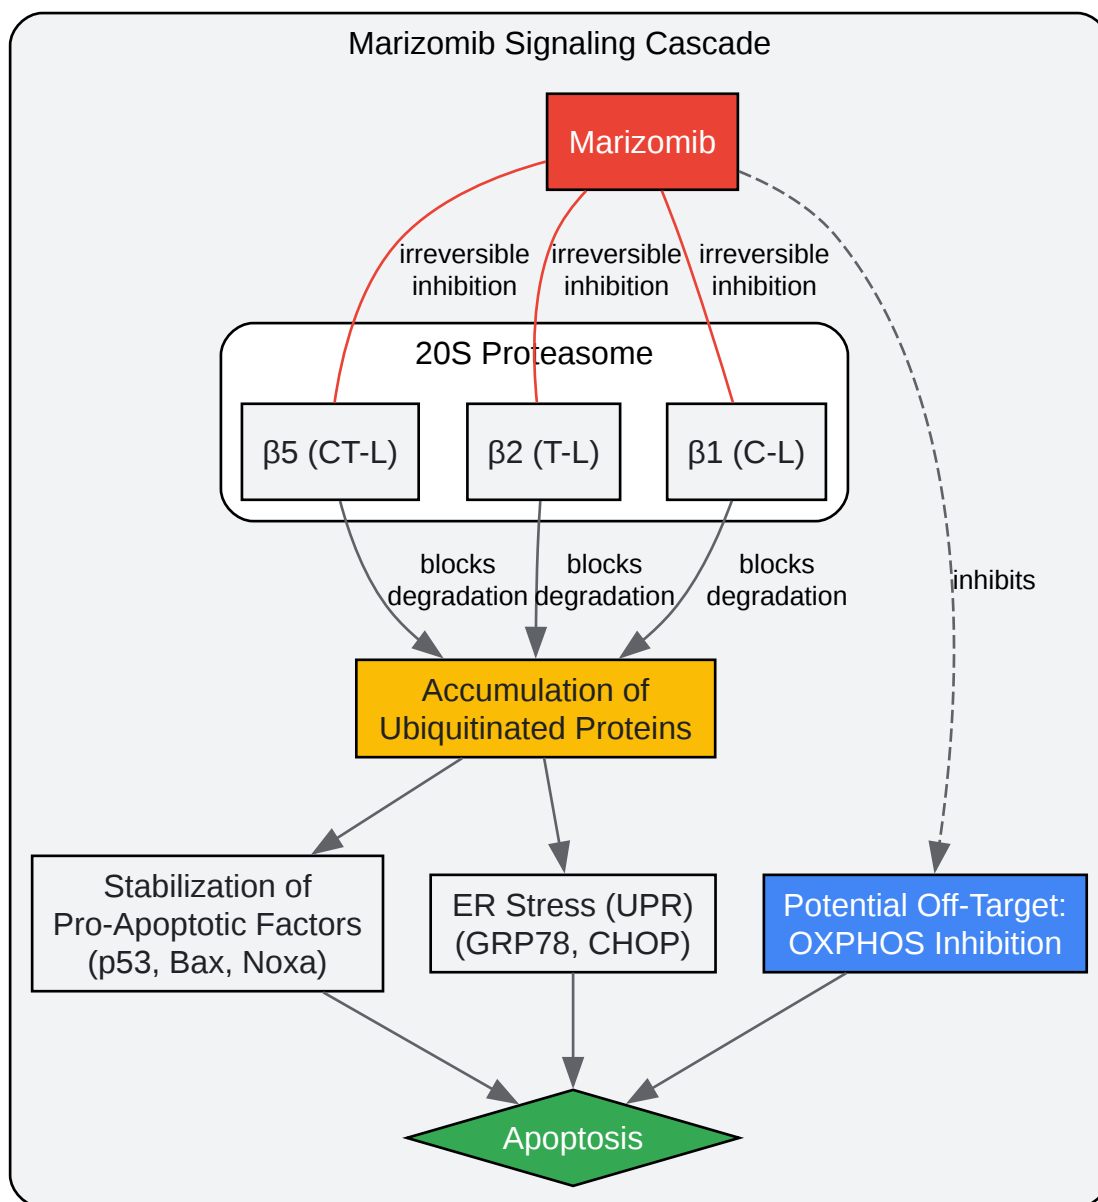 Marizomib Signaling Cascade
Marizomib
irreversible
inhibition
irreversible
inhibition
irreversible
inhibition
20S Proteasome
β5 (CT-L)
β2 (T-L)
β1 (C-L)
blocks
degradation
blocks
degradation
blocks
degradation
inhibits
Accumulation of
Ubiquitinated Proteins
Stabilization of
Pro-Apoptotic Factors
(p53, Bax, Noxa)
ER Stress (UPR)
(GRP78, CHOP)
Potential Off-Target:
OXPHOS Inhibition
Apoptosis